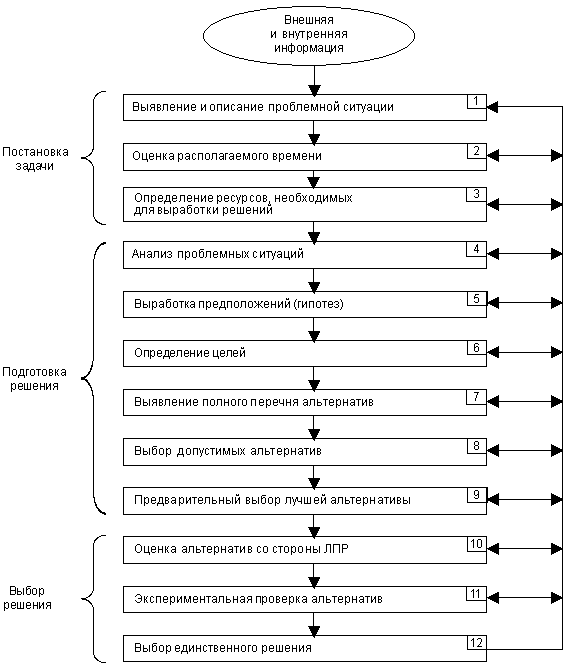 Внешняя
и внутренняя
информация
1
Выявление и описание проблемной ситуации
Постановка
задачи
2
Оценка располагаемого времени
3
Определение ресурсов, необходимых
для выработки решений
4
Анализ проблемных ситуаций
5
Выработка предположений (гипотез)
Подготовка
решения
6
Определение целей
7
Выявление полного перечня альтернатив
8
Выбор допустимых альтернатив
9
Предварительный выбор лучшей альтернативы
10
Оценка альтернатив со стороны ЛПР
Выбор
решения
11
Экспериментальная проверка альтернатив
12
Выбор единственного решения